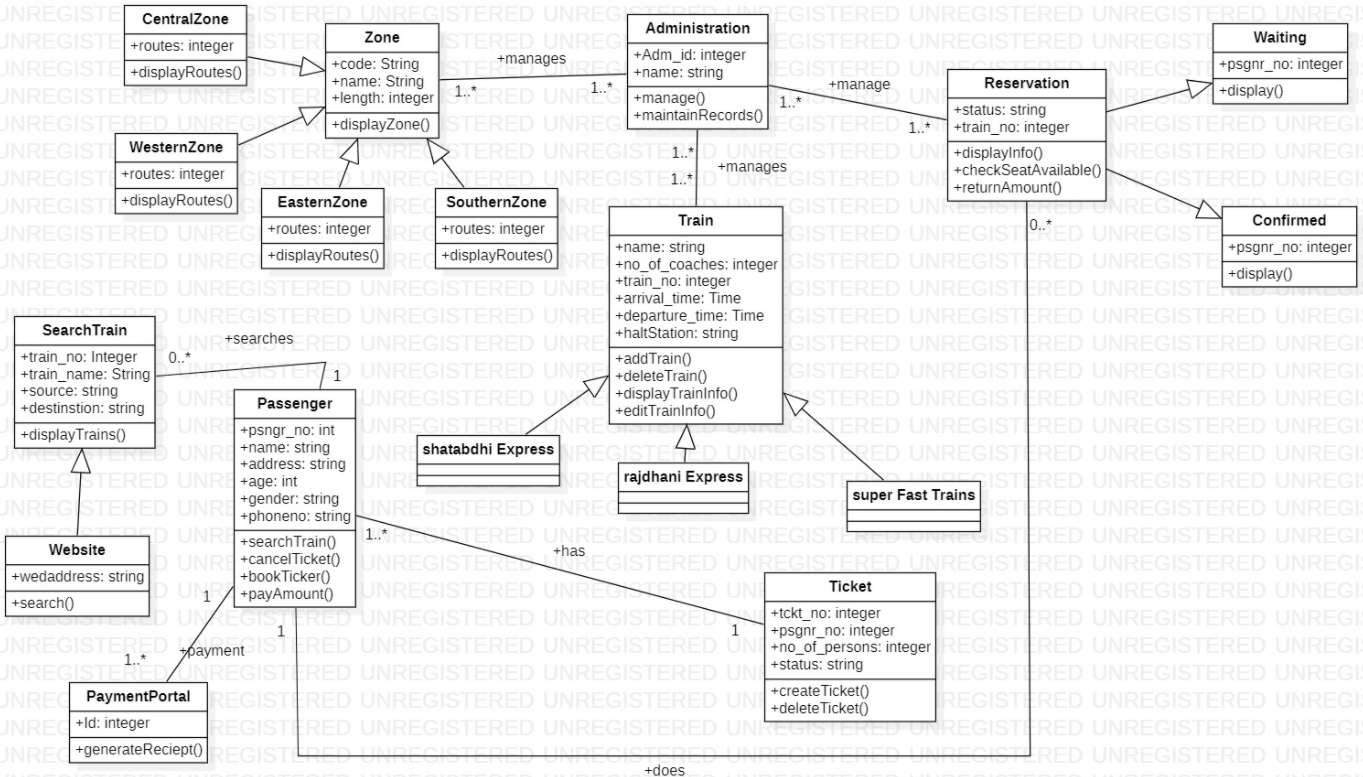 CentralZone
+routes: integer
+displayRoutes()
Zone
+code: String
+name: String
+length: integer
+displayZone()
+manages
1..*
1..*
Administration
+Adm_id: integer
+name: string
+manage()
+maintainRecords()
+manage
1..*
1..*
Reservation
+status: string
+train_no: integer
+displayInfo()
+checkSeatAvailable()
+returnAmount()
0..*
Waiting
+psgnr_no: integer
+display()
Confirmed
+psgnr_no: integer
+display()
WesternZone
+routes: integer
+displayRoutes()
EasternZone
+routes: integer
+displayRoutes()
SouthernZone
+routes: integer
+displayRoutes()
1..*
+manages
1..*
Train
+name: string
+no_of_coaches: integer
+train_no: integer
+arrival_time: Time
+departure_time: Time
+haltStation: string
+addTrain()
+deleteTrain()
+displayTrainInfo()
+editTrainInfo()
shatabdhi Express
rajdhani Express
super Fast Trains
SearchTrain
+train_no: Integer
+train_name: String
+source: string
+destinstion: string
+displayTrains()
+searches
0..*
1
Passenger
+psngr_no: int
+name: string
+address: string
+age: int
+gender: string
+phoneno: string
+searchTrain()
+cancelTicket()
+bookTicker()
+payAmount()
Website
+wedaddress: string
+search()
1..*
+has
1
Ticket
+tckt_no: integer
+psgnr_no: integer
+no_of_persons: integer
+status: string
+createTicket()
+deleteTicket()
1
+payment
1..*
PaymentPortal
+Id: integer
+generateReciept()
1
+does
UNREGISTERED